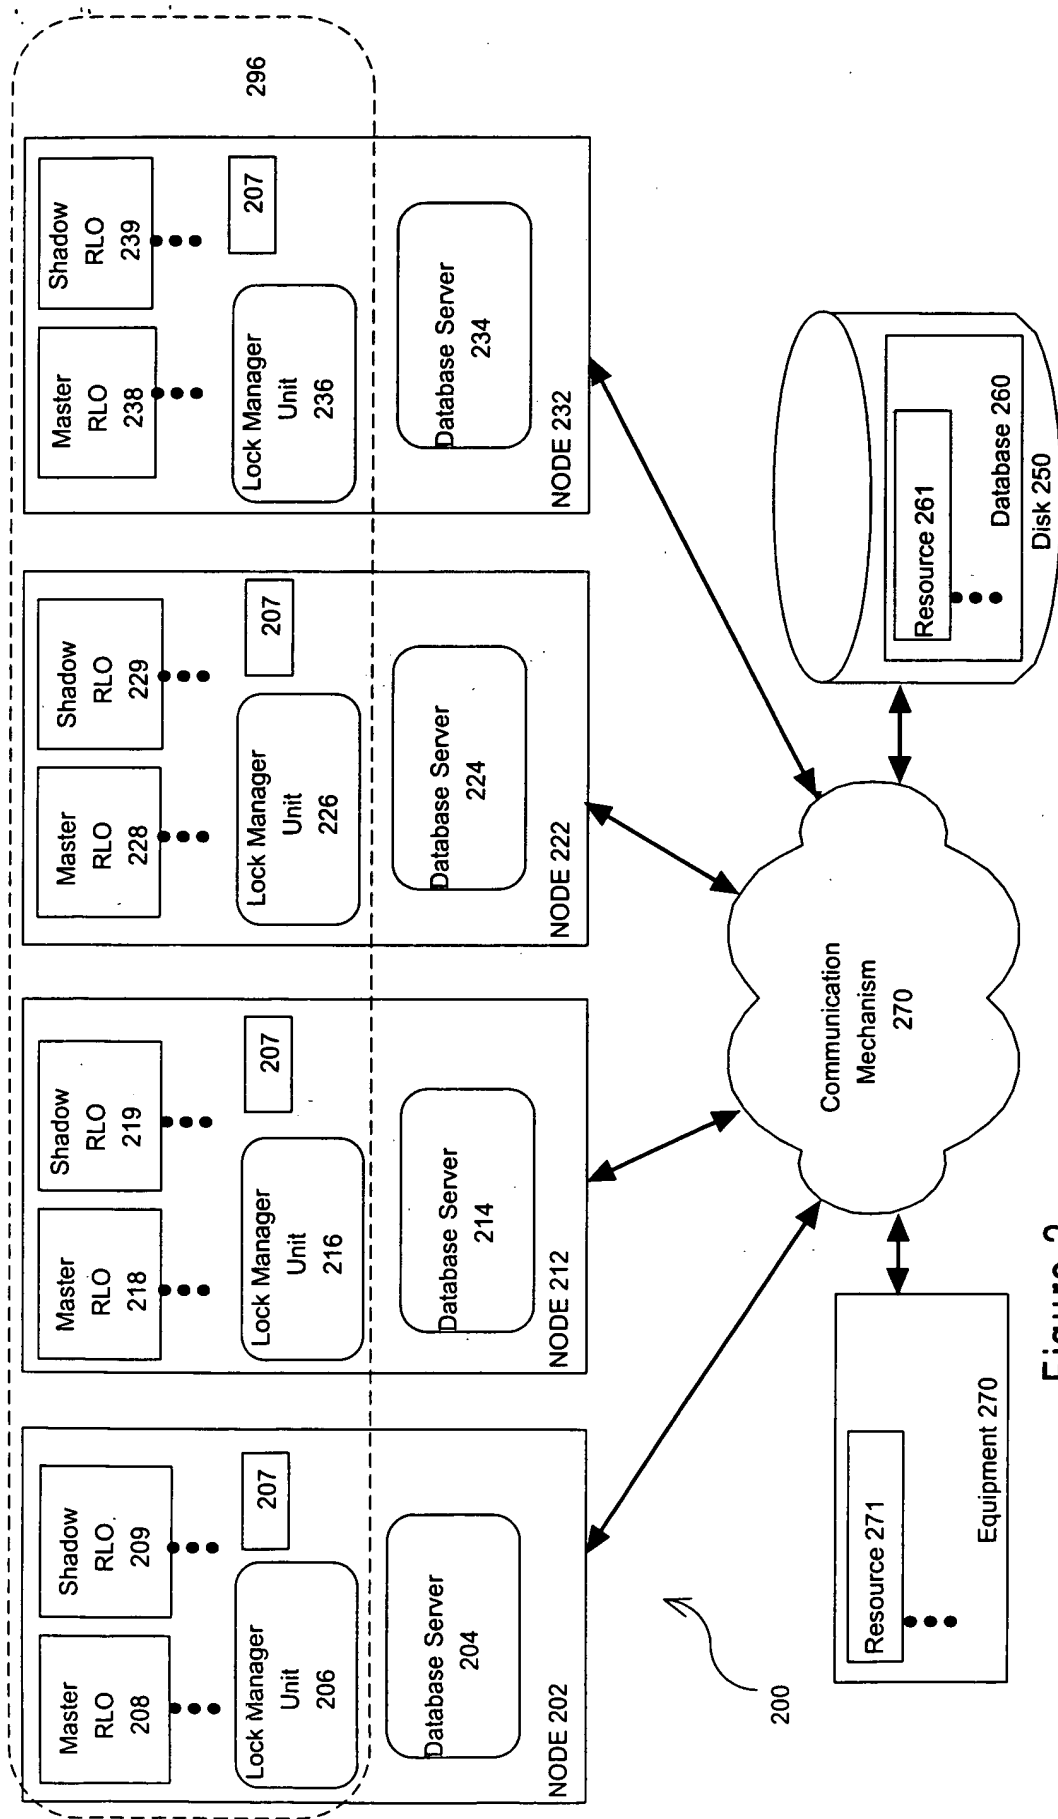 Master
RLO
208
Shadow
RLO.
209
Lock Manager
Unit
206
207
Database Server
204
NODE 202
Master
RLO
218
Shadow
RLO
219
Lock Manager
Unit
216
207
Database Server
214
NODE 212
Master
RLO
228
Shadow
RLO
229
Lock Manager
Unit
226
207
Database Server
224
NODE 222
Master
RLO
238
Shadow
RLO
239
Lock Manager
Unit
236
207
Database Server
234
NODE 232
296
200
Communication
Mechanism
270
Resource 271
Equipment 270
Resource 261
Database 260
Disk 250
Figure 2